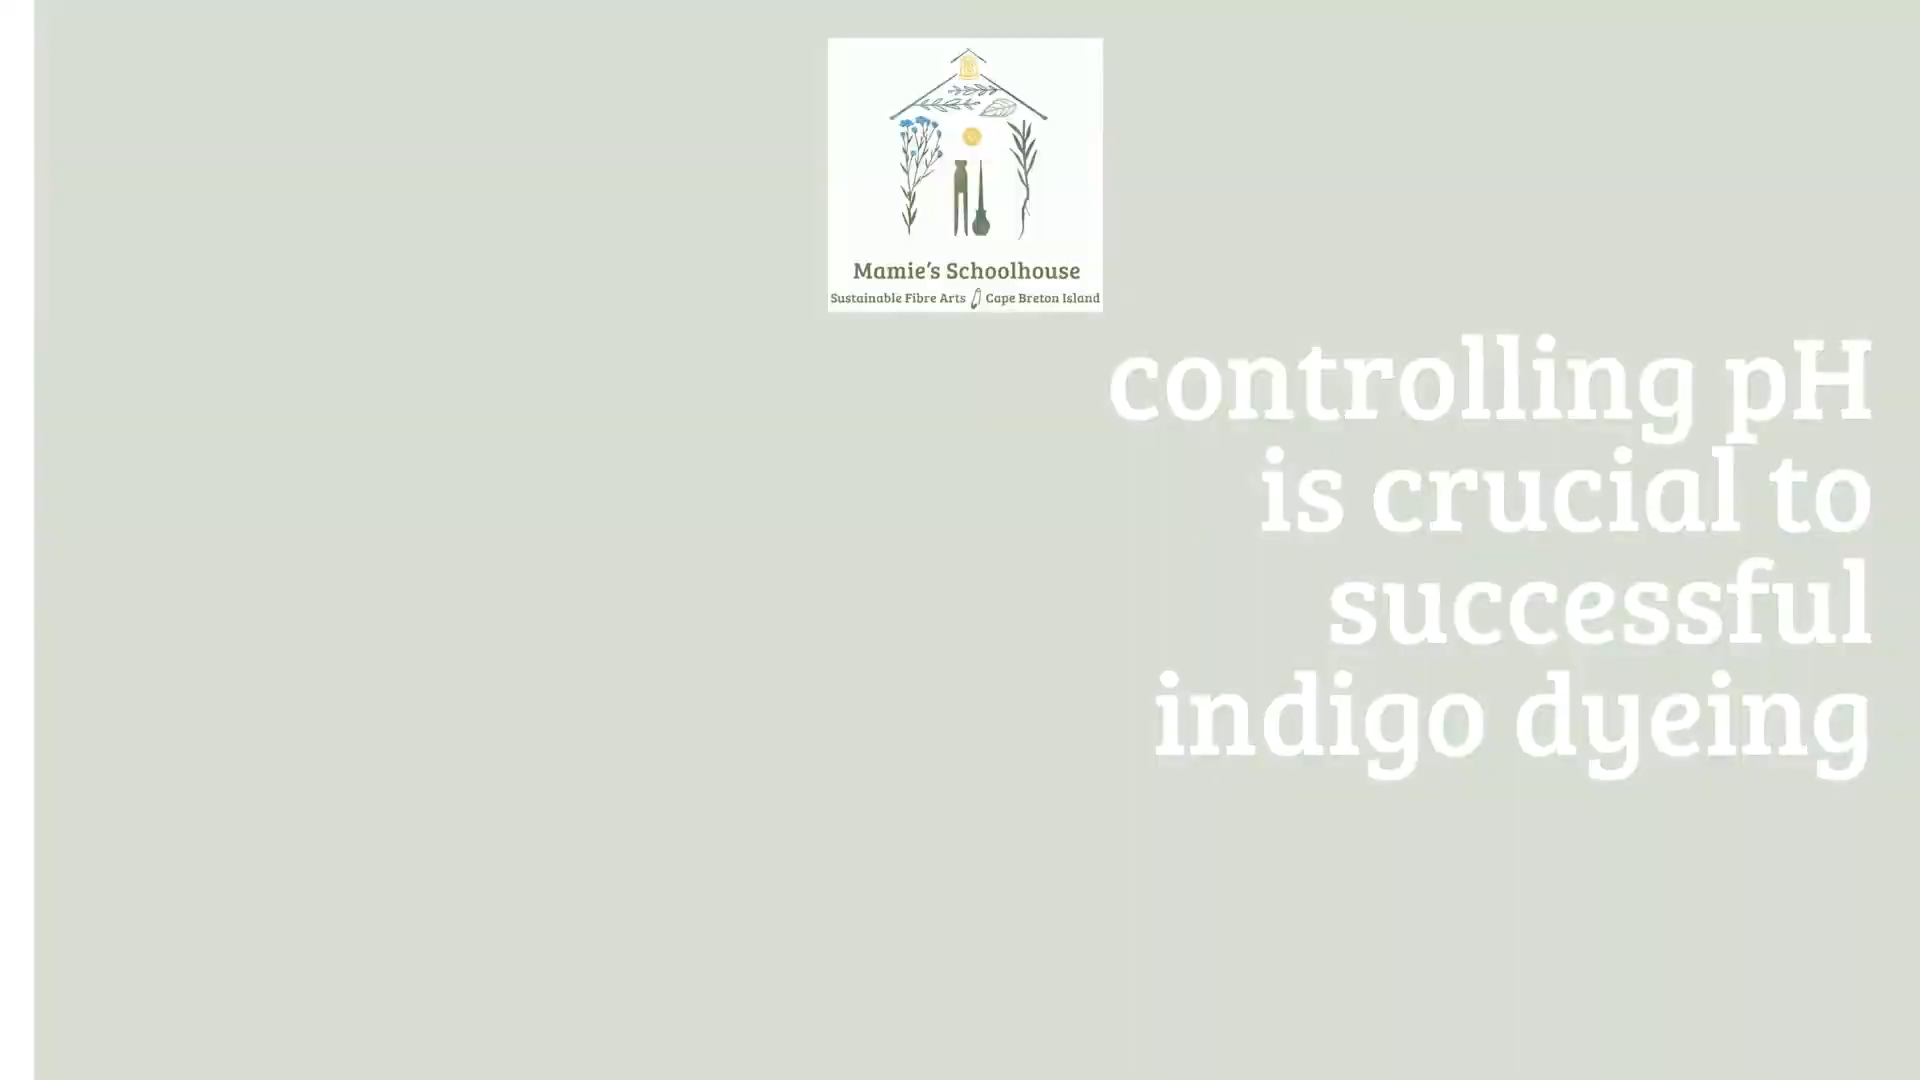 Mamie's Schoolhouse
Sustainable Fibre Arts Cape Breton Island
controlling pH
is crucial to
successful
indigo dyeing